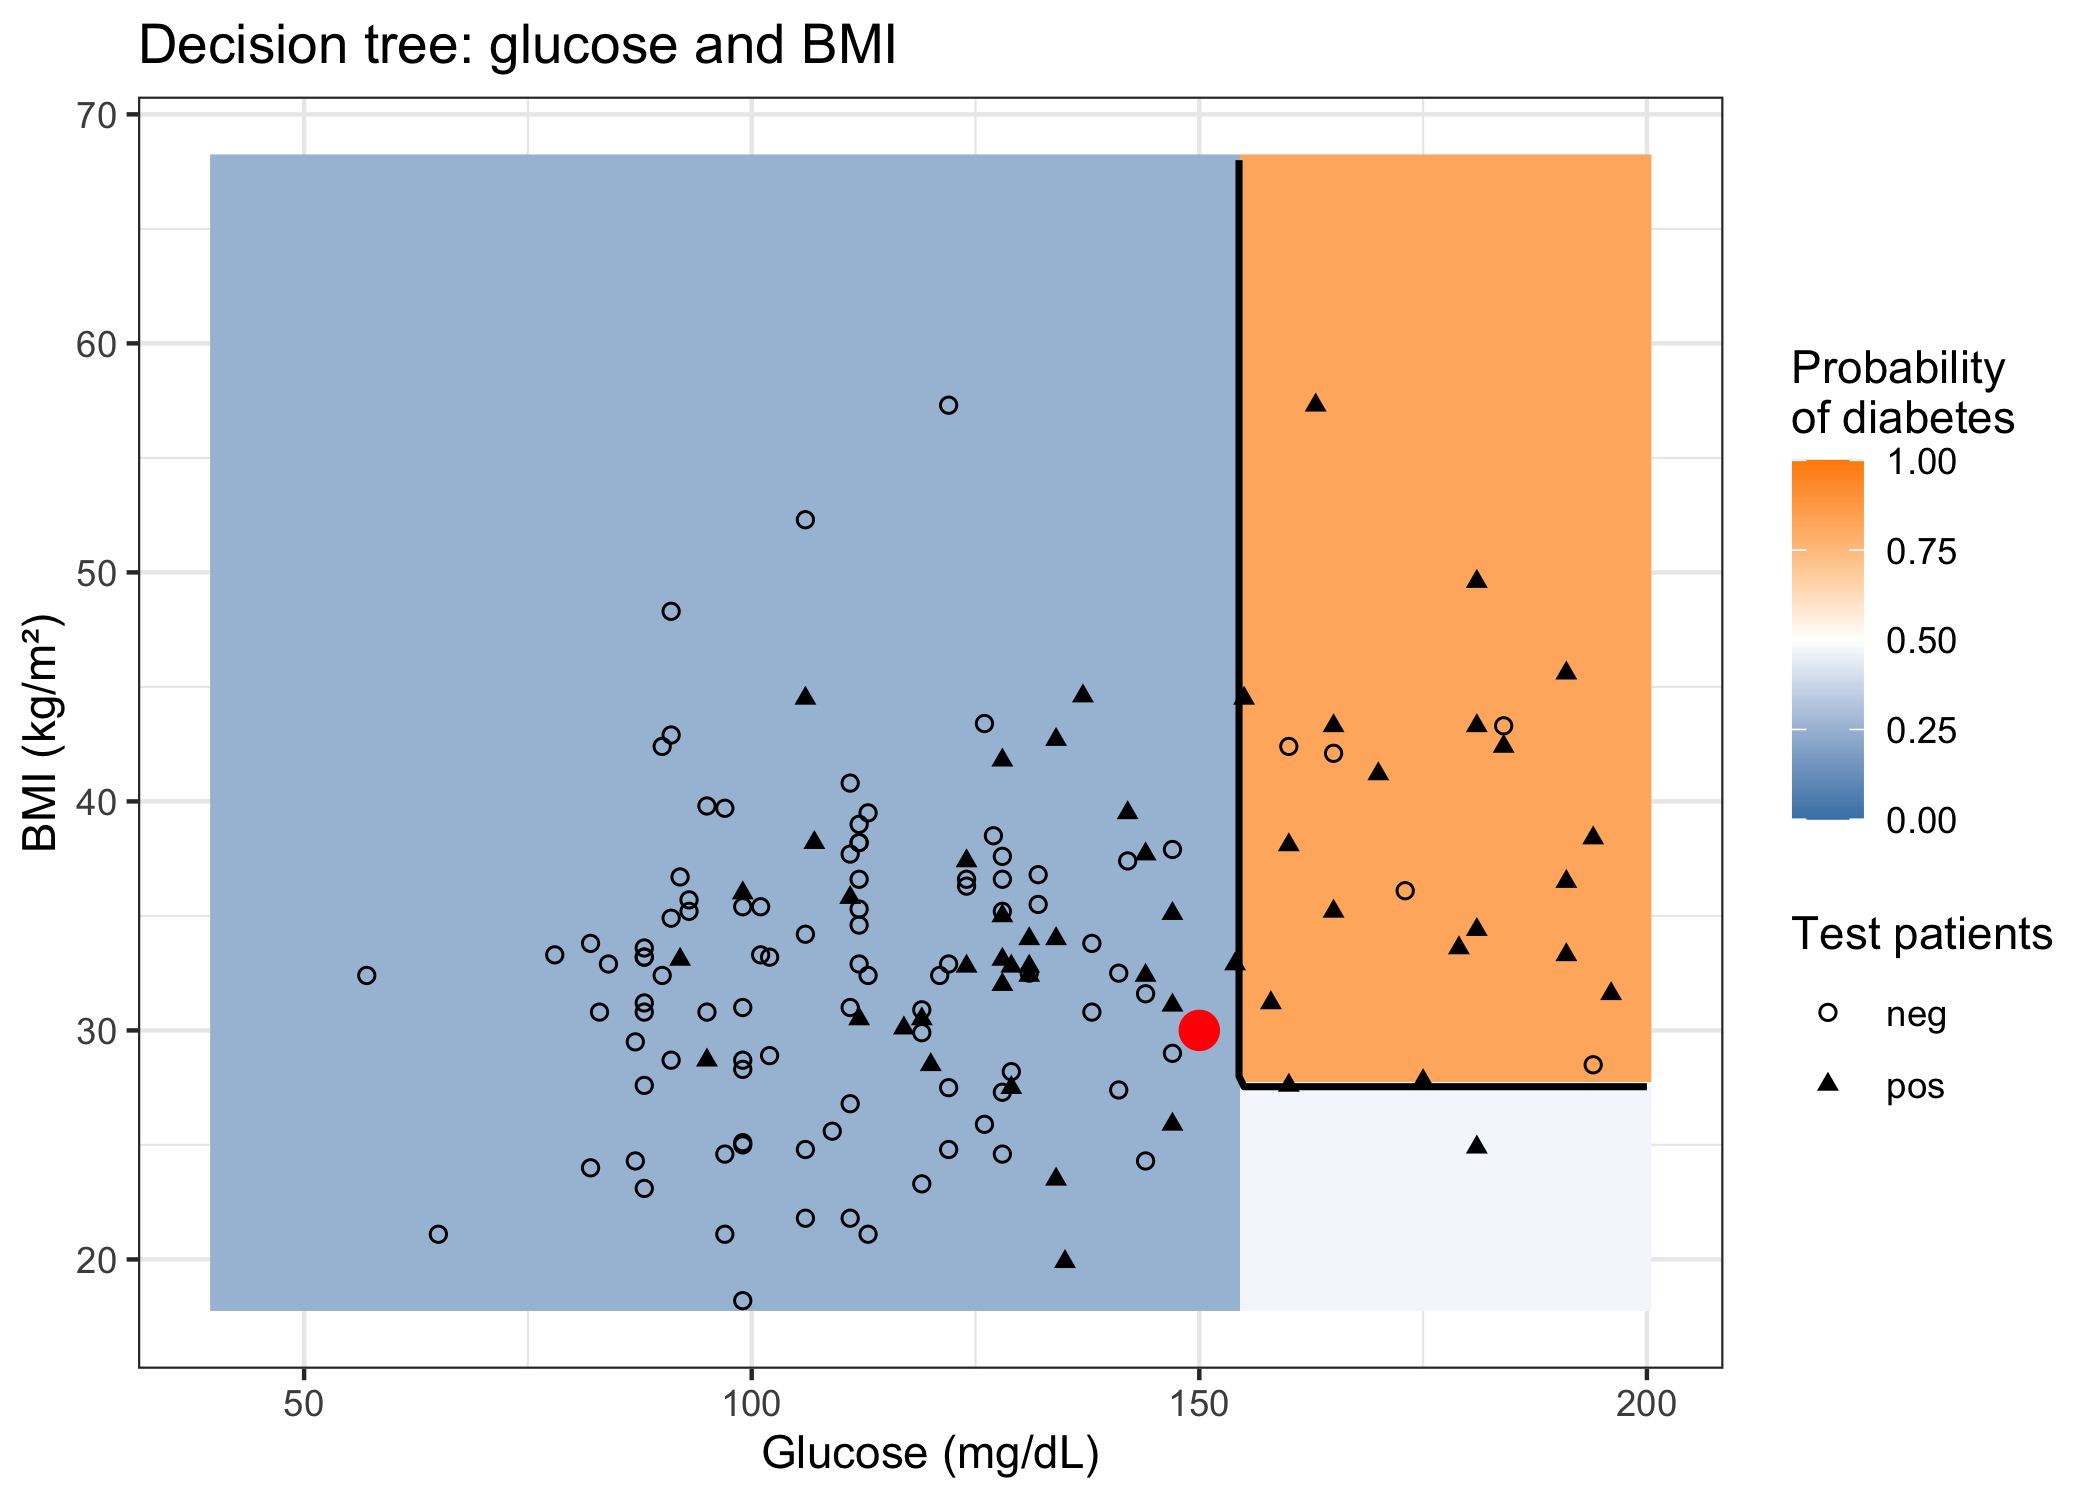 Decision tree: glucose and BMI
70
60
50
40
30
20
BMI (kg/m²)
50
100
150
200
Glucose (mg/dL)
Probability
of diabetes
1.00
0.75
0.50
0.25
0.00
Test patients
neg
pos